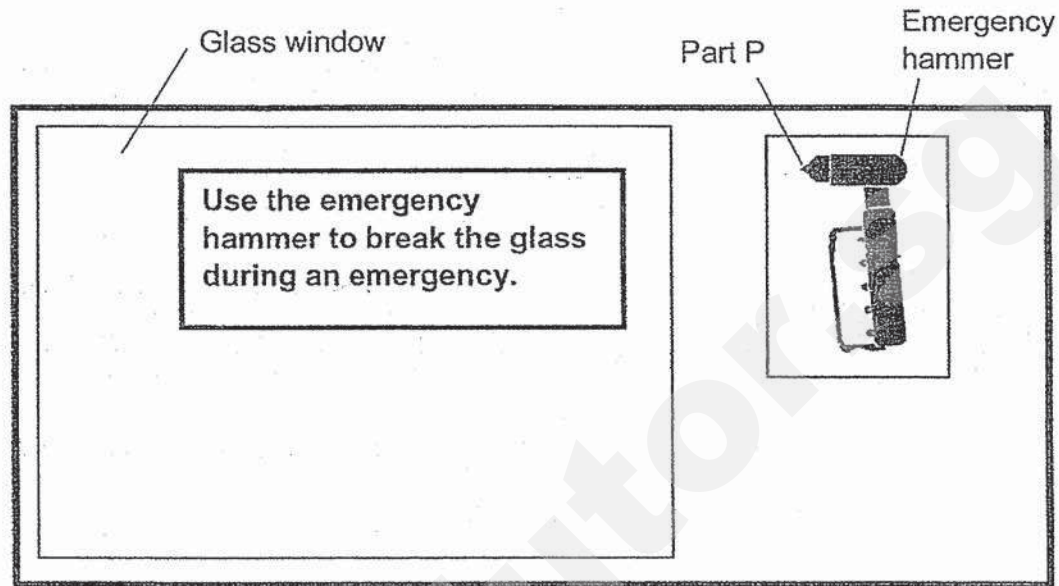 Emergency
hammer
Glass window
Part P
Use the emergency
hammer to break the glass
during an emergency.